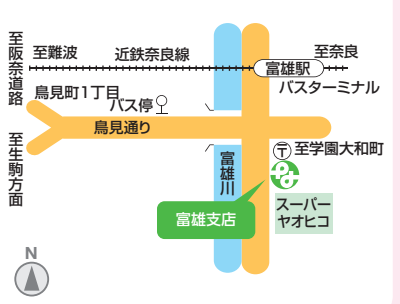 至阪奈道路
至難波
近鉄奈良線
至奈良
富雄駅
バスターミナル
鳥見町1丁目
バス停
鳥見通り
〒
至学園大和町
至生駒方面
富雄川
富雄支店
スーパー
ヤオヒコ
N